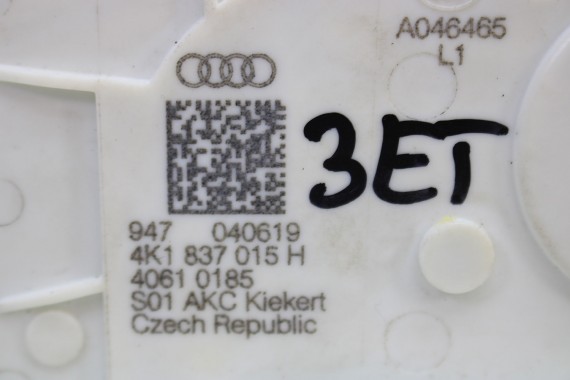 A046465
L1
3ET
947 040619
4K1 837 015 H
4061 0185
S01 AKC Kiekert
Czech Republic